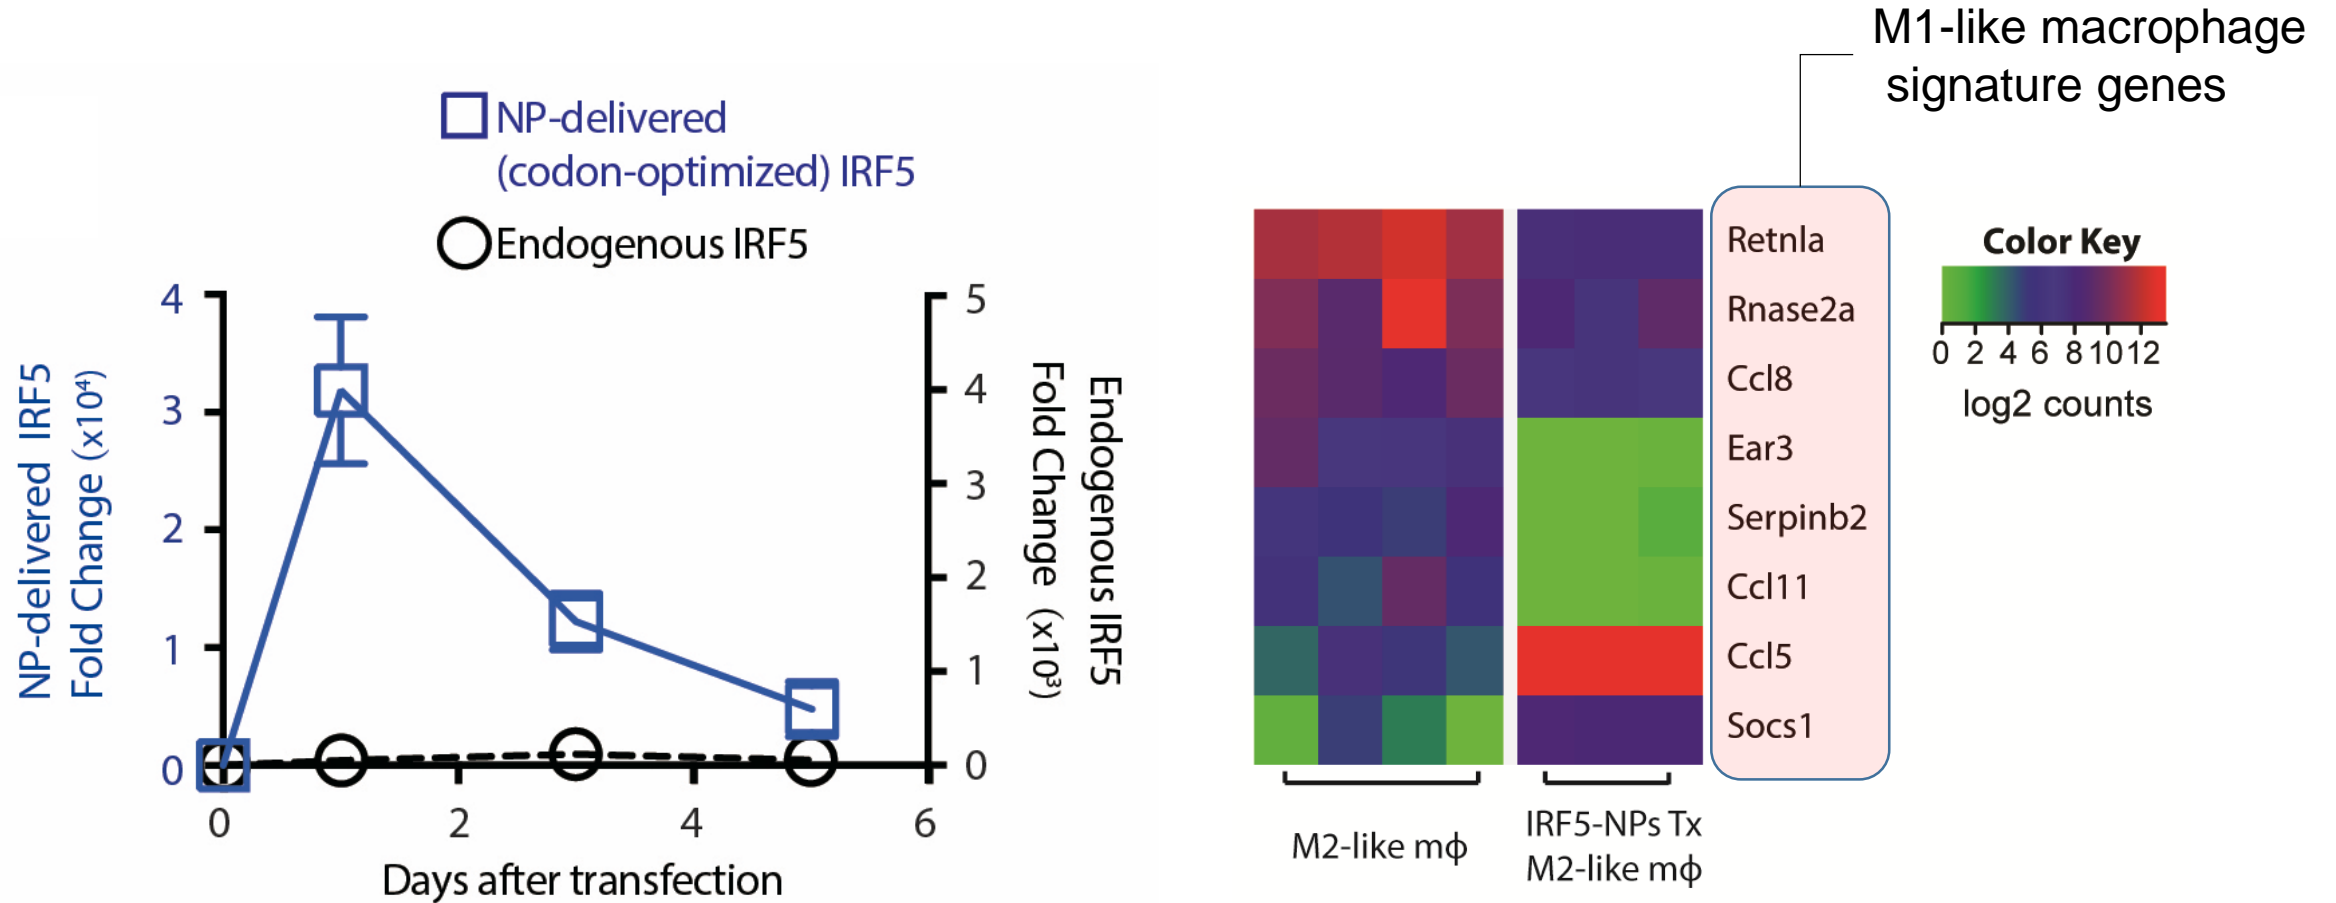 NP-delivered
(codon-optimized) IRF5
Endogenous IRF5
NP-delivered IRF5
Fold Change (x10⁴)
4
3
2
1
0
5
4
3
2
1
0
Endogenous IRF5
Fold Change (x10³)
0 2 4 6
Days after transfection
M1-like macrophage
signature genes
Retnla
Rnase2a
Ccl8
Ear3
Serpinb2
Ccl11
Ccl5
Socs1
Color Key
0 2 4 6 8 10 12
log2 counts
M2-like mϕ
IRF5-NPs Tx
M2-like mϕ